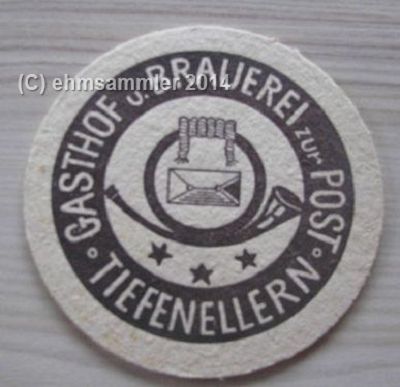 (C) ehmsammler 2014
GASTHOF u. BRAUEREI zur POST
TIEFENELLERN